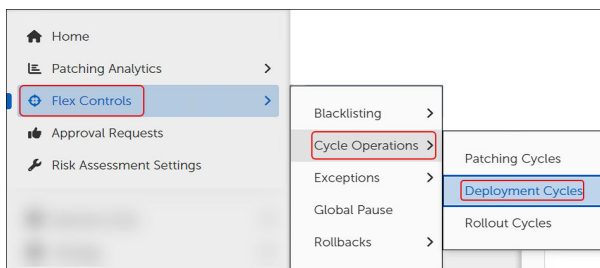 Home
Patching Analytics
Flex Controls
Approval Requests
Risk Assessment Settings
Blacklisting
Cycle Operations
Exceptions
Global Pause
Rollbacks
Patching Cycles
Deployment Cycles
Rollout Cycles